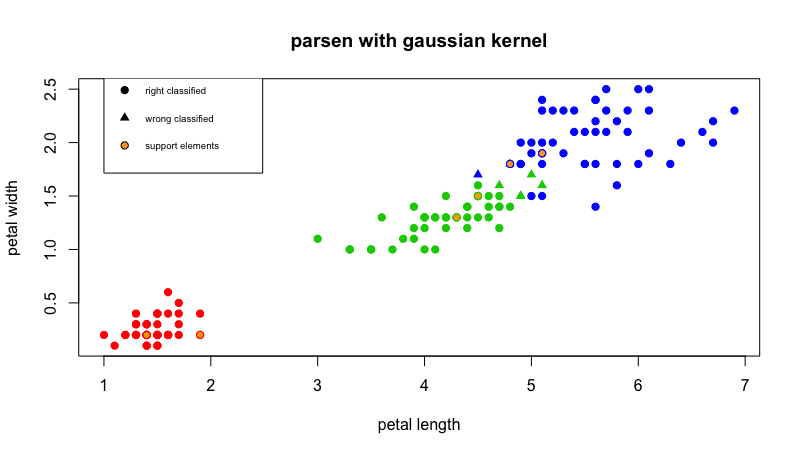 parsen with gaussian kernel
right classified
wrong classified
support elements
petal width
2.5
2.0
1.5
1.0
0.5
1 2 3 4 5 6 7
petal length